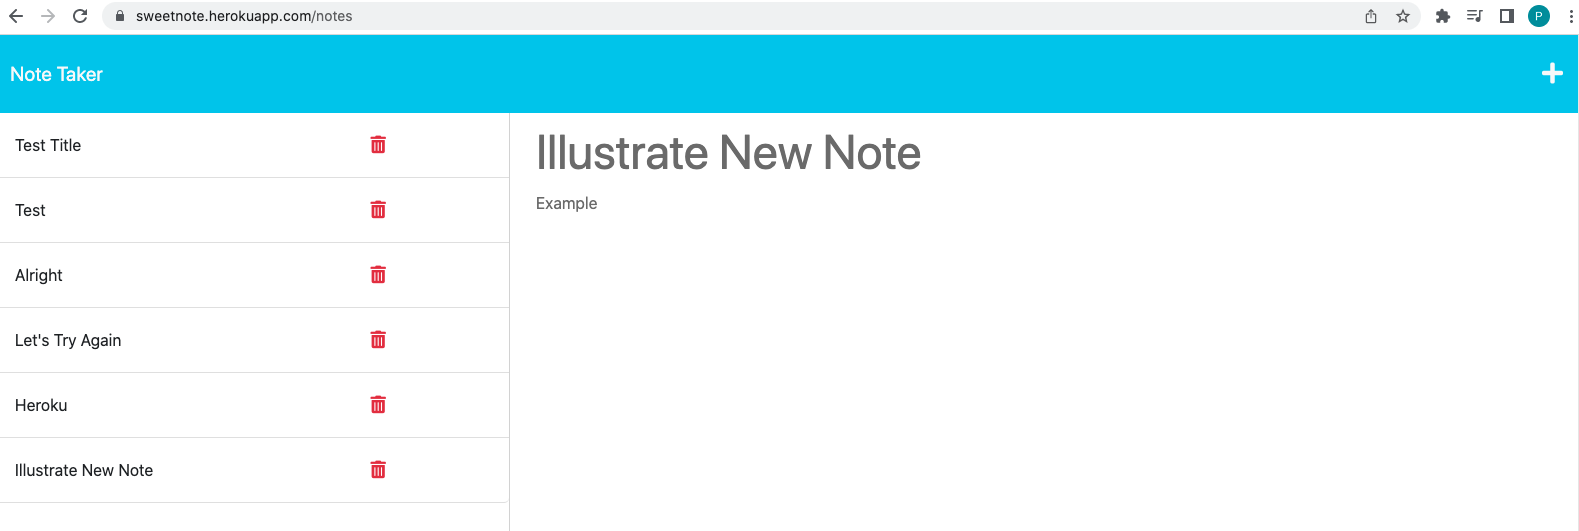 sweetnote.herokuapp.com/notes
P
Note Taker
Test Title
Test
Alright
Let's Try Again
Heroku
Illustrate New Note
Illustrate New Note
Example